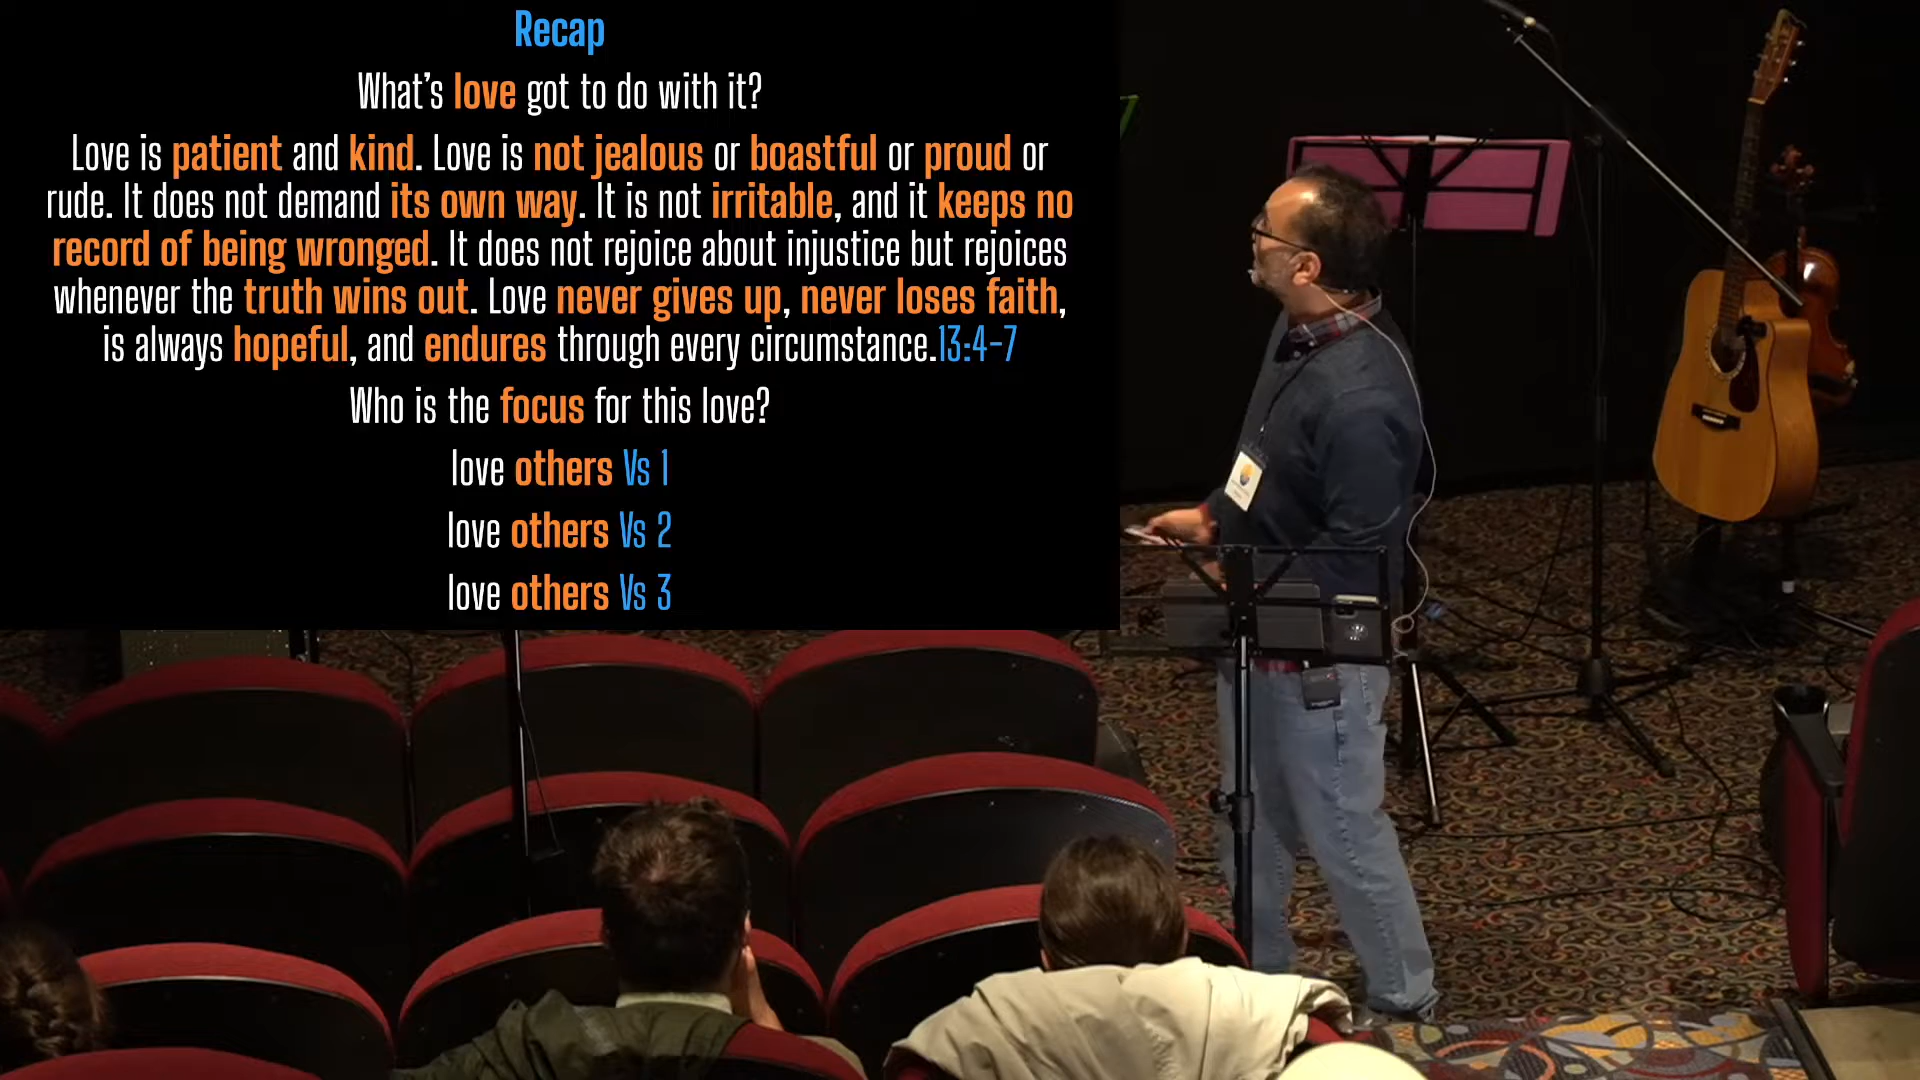 Recap
What's love got to do with it?
Love is patient and kind. Love is not jealous or boastful or proud or
rude. It does not demand its own way. It is not irritable, and it keeps no
record of being wronged. It does not rejoice about injustice but rejoices
whenever the truth wins out. Love never gives up, never loses faith,
is always hopeful, and endures through every circumstance.13:4-7
Who is the focus for this love?
love others Vs 1
love others Vs 2
love others Vs 3